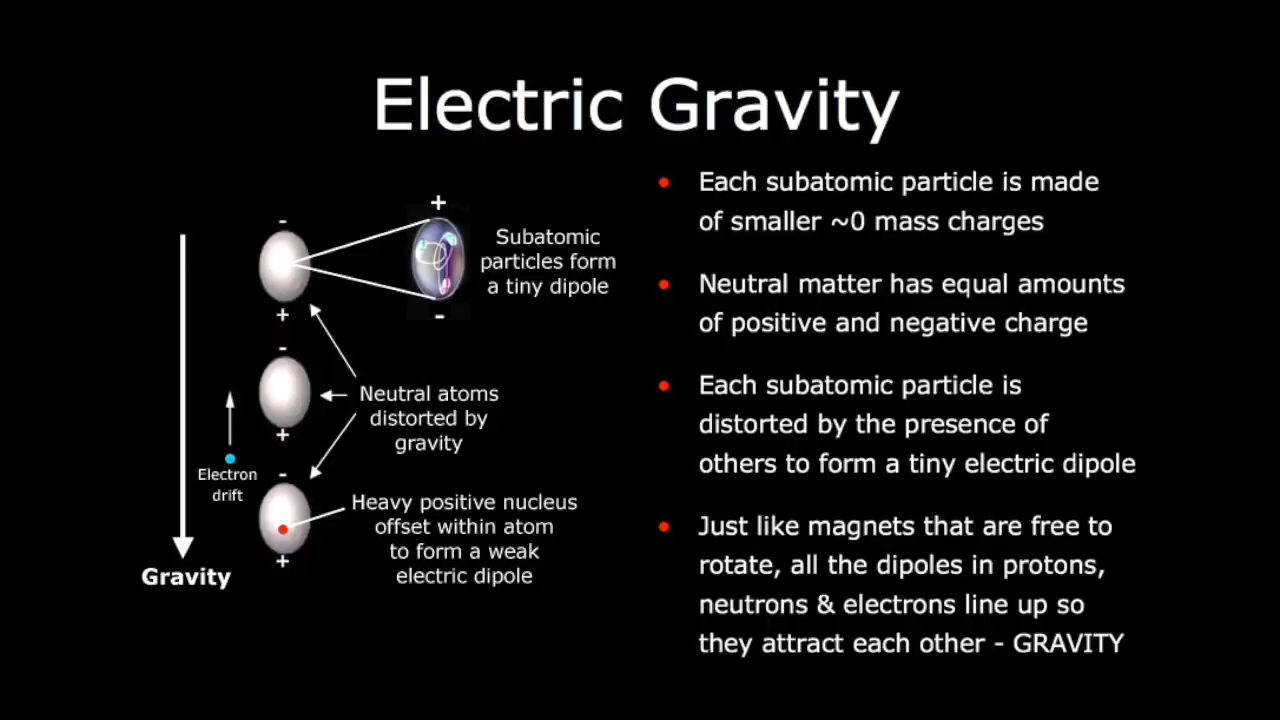 Electric Gravity
-
+
-
+
-
+
Electron
drift
Gravity
+
-
Subatomic
particles form
a tiny dipole
Neutral atoms
distorted by
gravity
Heavy positive nucleus
offset within atom
to form a weak
electric dipole
• Each subatomic particle is made
of smaller ~0 mass charges
• Neutral matter has equal amounts
of positive and negative charge
• Each subatomic particle is
distorted by the presence of
others to form a tiny electric dipole
• Just like magnets that are free to
rotate, all the dipoles in protons,
neutrons & electrons line up so
they attract each other - GRAVITY